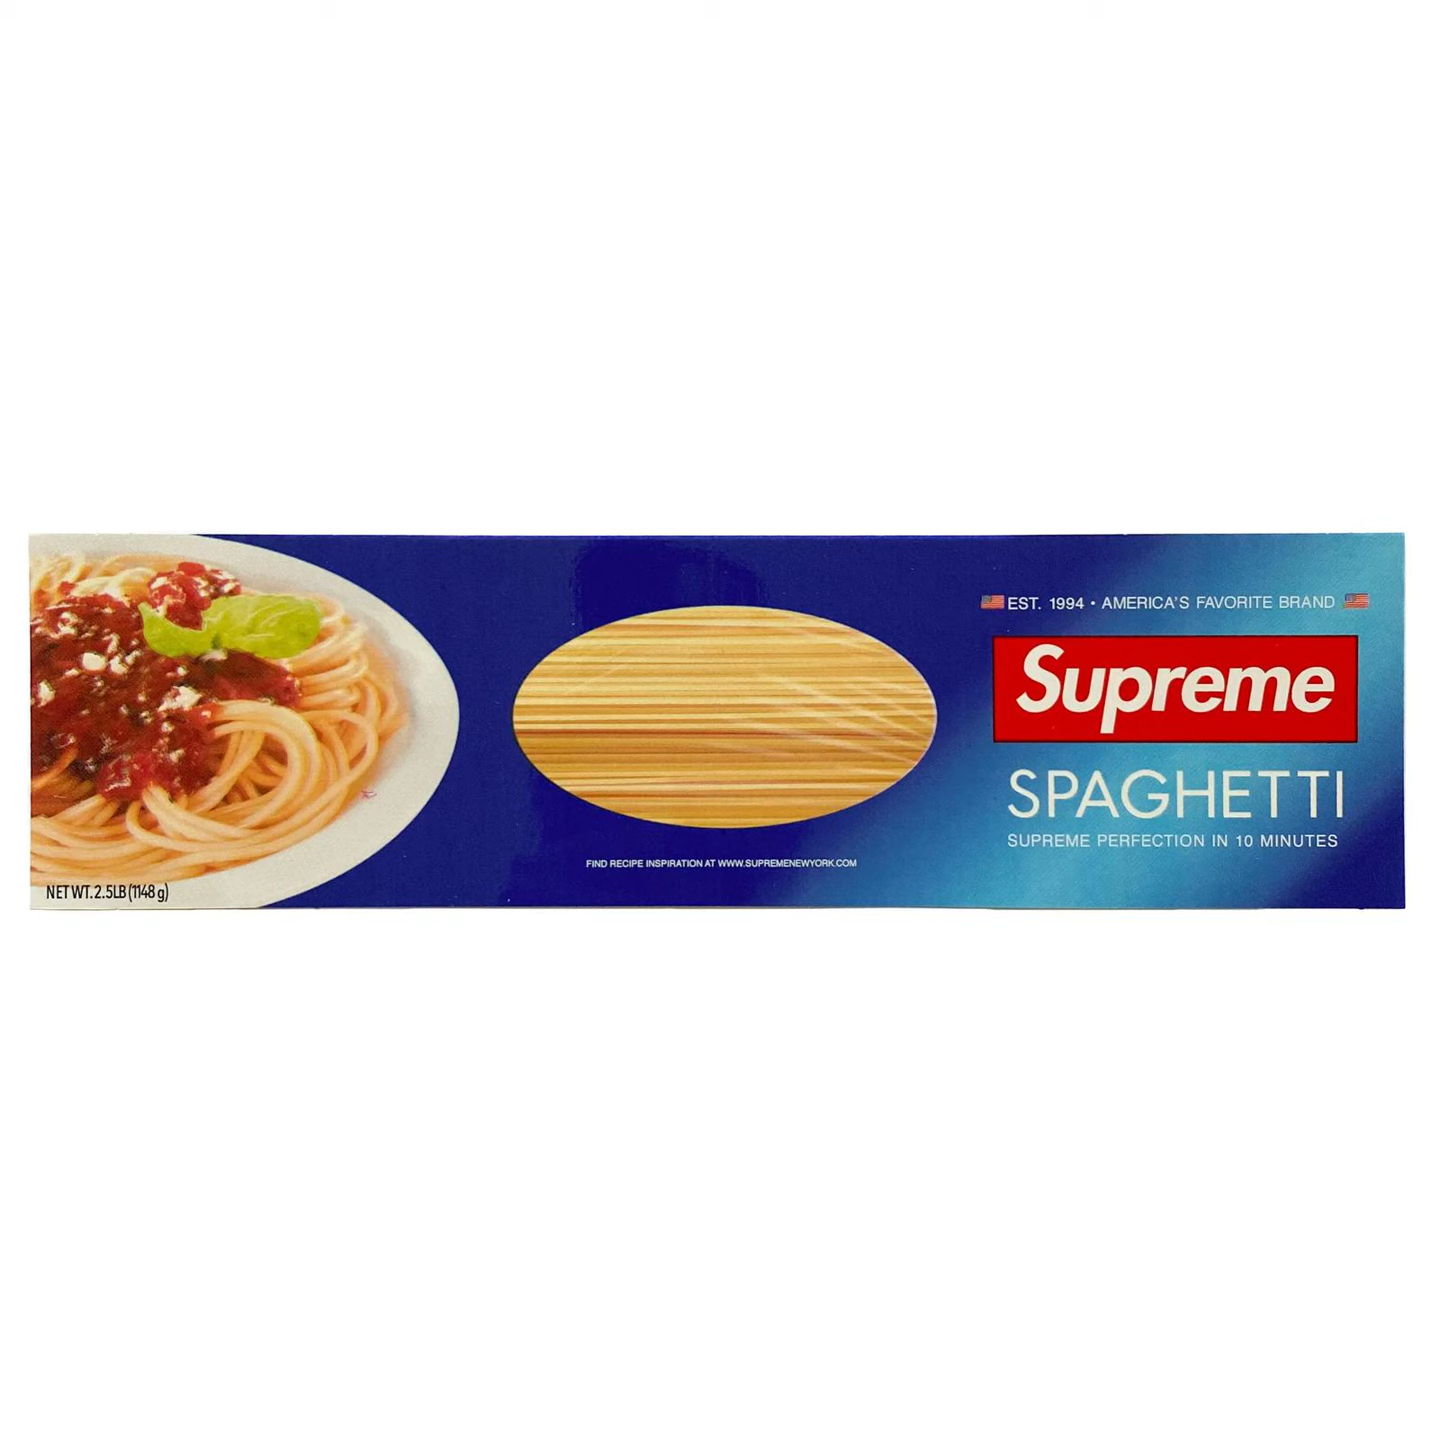 EST. 1994 • AMERICA'S FAVORITE BRAND
Supreme
SPAGHETTI
SUPREME PERFECTION IN 10 MINUTES
FIND RECIPE INSPIRATION AT WWW.SUPREMENEWYORK.COM
NET WT. 2.5LB (1148 g)